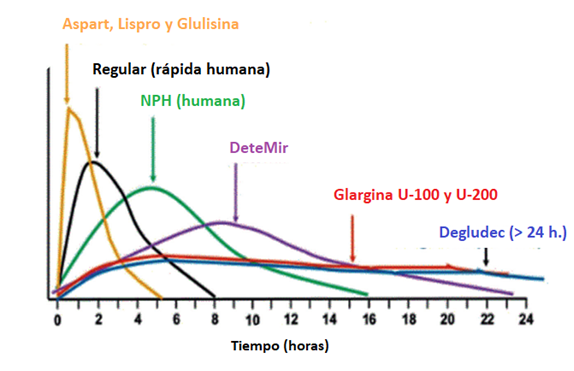 Aspart, Lispro y Glulisina
Regular (rápida humana)
NPH (humana)
DeteMir
Glargina U-100 y U-200
Degludec (> 24 h.)
0 2 4 6 8 10 12 14 16 18 20 22 24
Tiempo (horas)